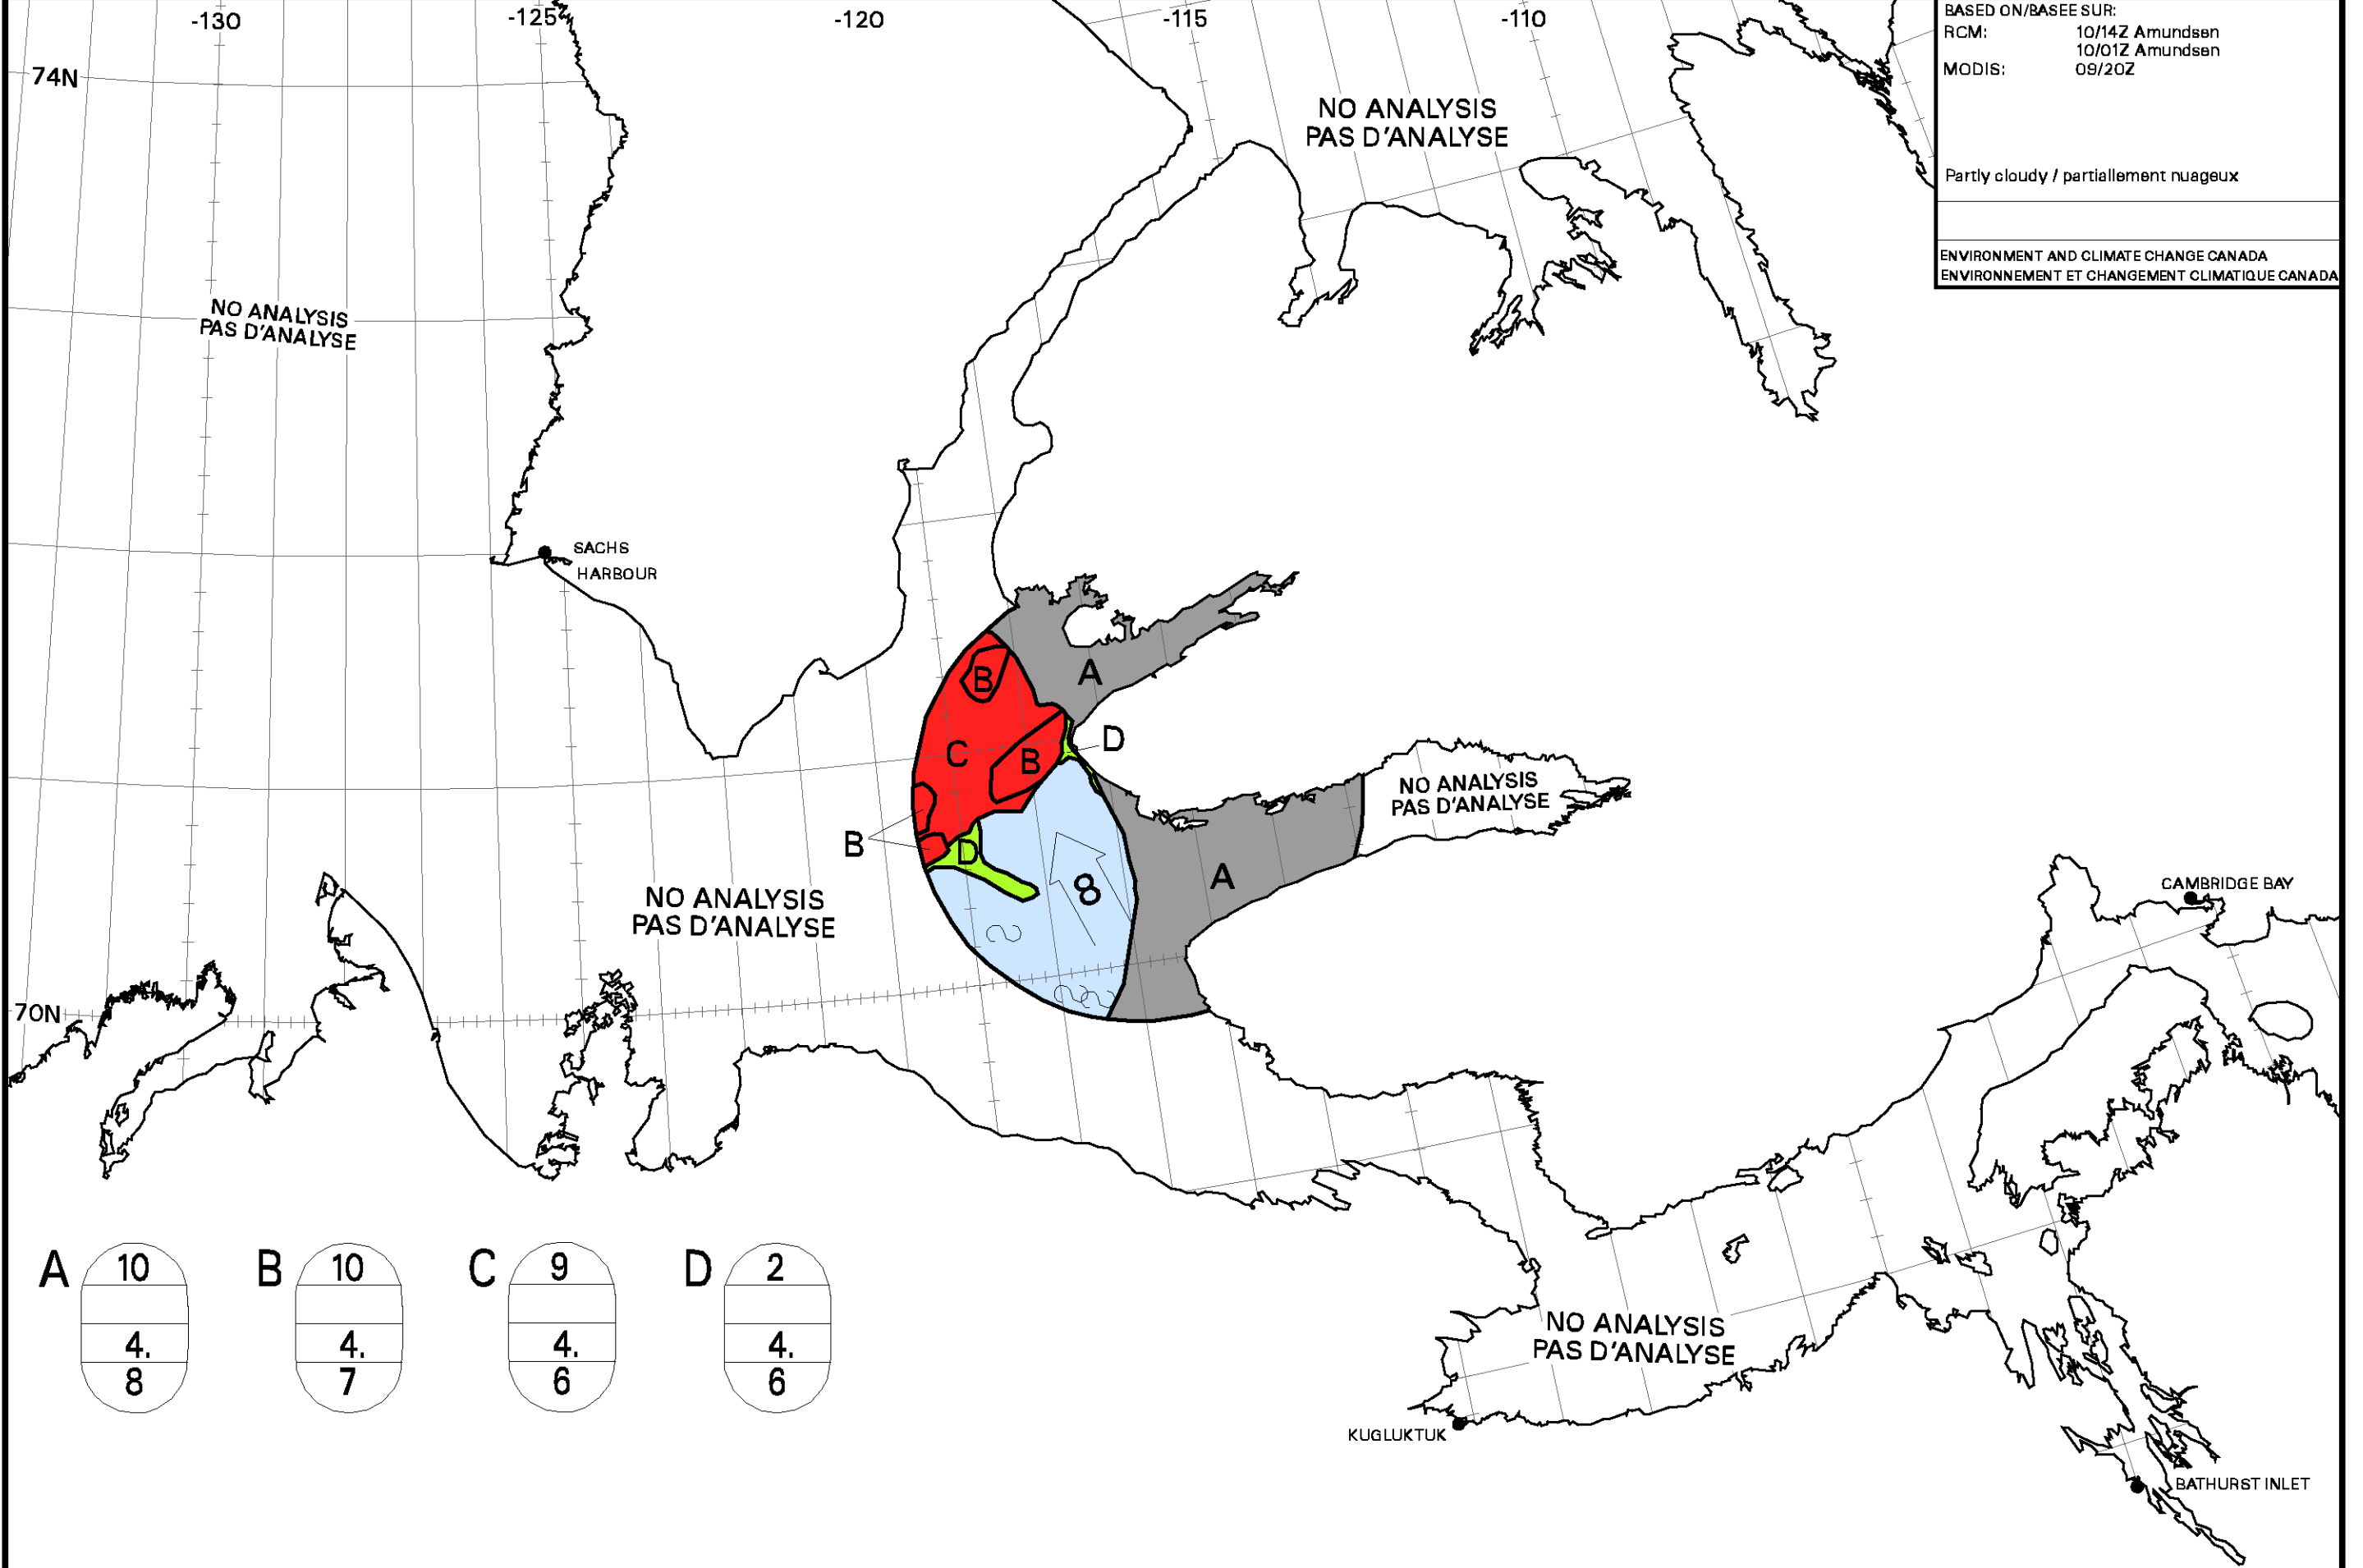 -130
-125
-120
-115
-110
BASED ON/BASEE SUR:
RCM: 10/14Z Amundsen
10/01Z Amundsen
MODIS: 09/20Z
Partly cloudy / partiallement nuageux
ENVIRONMENT AND CLIMATE CHANGE CANADA
ENVIRONNEMENT ET CHANGEMENT CLIMATIQUE CANADA
74N
NO ANALYSIS
PAS D'ANALYSE
NO ANALYSIS
PAS D'ANALYSE
SACHS
HARBOUR
B
A
D
C
B
NO ANALYSIS
PAS D'ANALYSE
B
D
A
8
NO ANALYSIS
PAS D'ANALYSE
CAMBRIDGE BAY
70N
A
10
4.
8
B
10
4.
7
C
9
4.
6
D
2
4.
6
NO ANALYSIS
PAS D'ANALYSE
KUGLUKTUK
BATHURST INLET